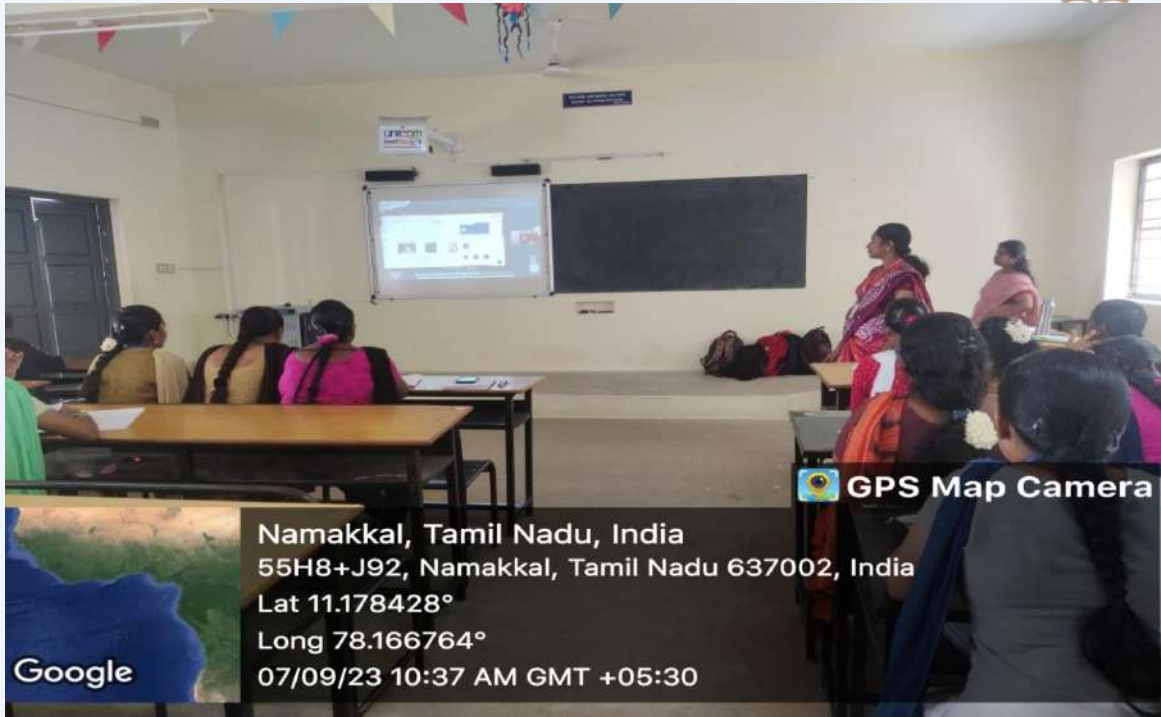 unicom
GPS Map Camera
Namakkal, Tamil Nadu, India
55H8+J92, Namakkal, Tamil Nadu 637002, India
Lat 11.178428°
Long 78.166764°
07/09/23 10:37 AM GMT +05:30
Google